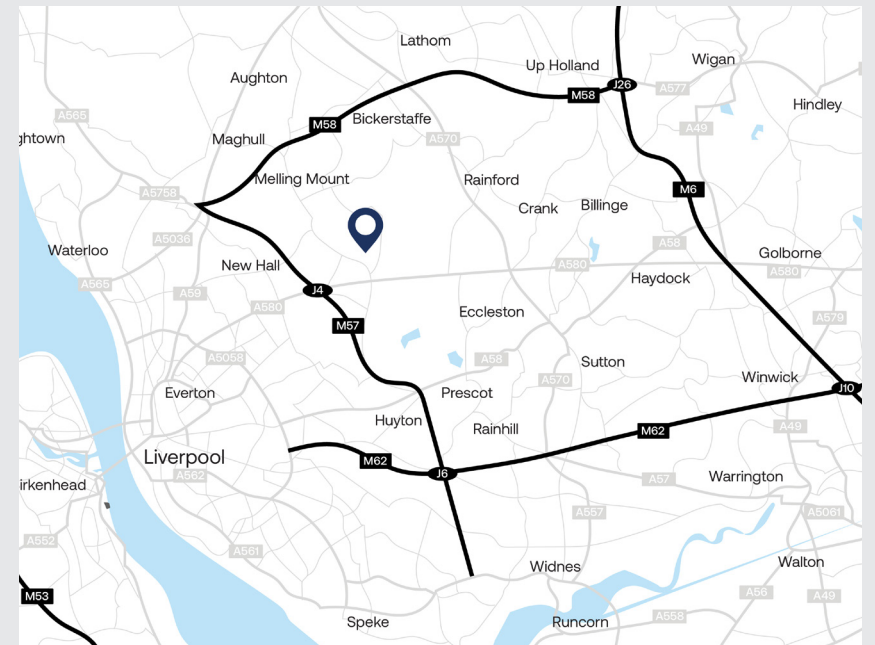 Lathom
Up Holland
Wigan
Aughton
J26
A577
M58
Hindley
A565
Bickerstaffe
M58
A49
ghtown
Maghull
A570
Melling Mount
Rainford
M6
A5758
Crank
Billinge
A5036
A58
Waterloo
Golborne
New Hall
A580
A580
Haydock
A565
A59
J4
A580
Eccleston
A579
M57
A5058
A58
Sutton
Winwick
A570
J10
Everton
Prescot
Huyton
Rainhill
M62
A49
Liverpool
M62
J6
A562
A57
Warrington
irkenhead
A557
A5061
A552
A561
Widnes
Walton
M53
A56
A49
Speke
Runcorn
A558